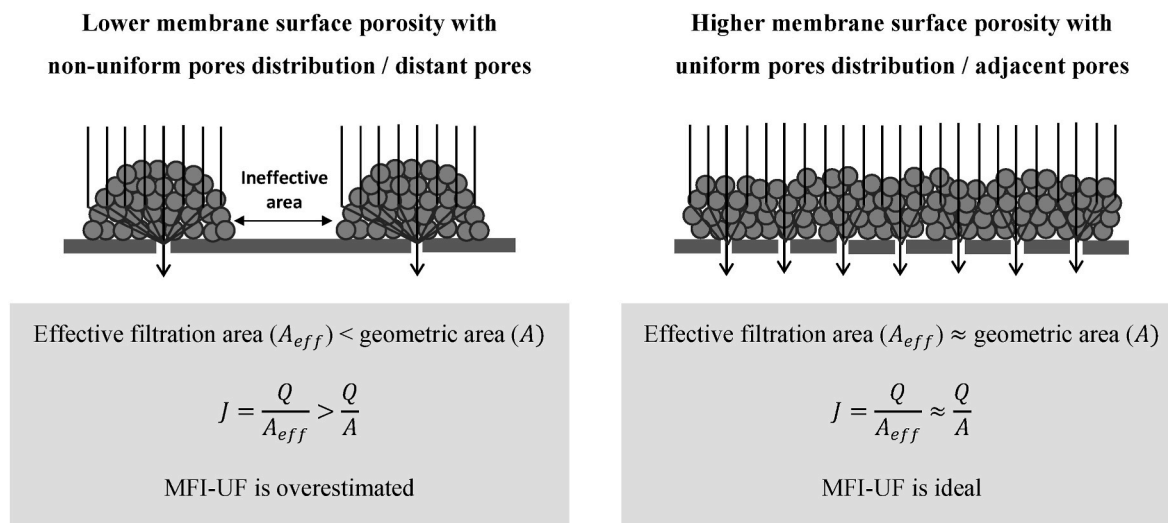 Lower membrane surface porosity with
non-uniform pores distribution / distant pores
Ineffective
area
Effective filtration area (A_eff) < geometric area (A)
J = Q/A_eff > Q/A
MFI-UF is overestimated
Higher membrane surface porosity with
uniform pores distribution / adjacent pores
Effective filtration area (A_eff) ≈ geometric area (A)
J = Q/A_eff ≈ Q/A
MFI-UF is ideal